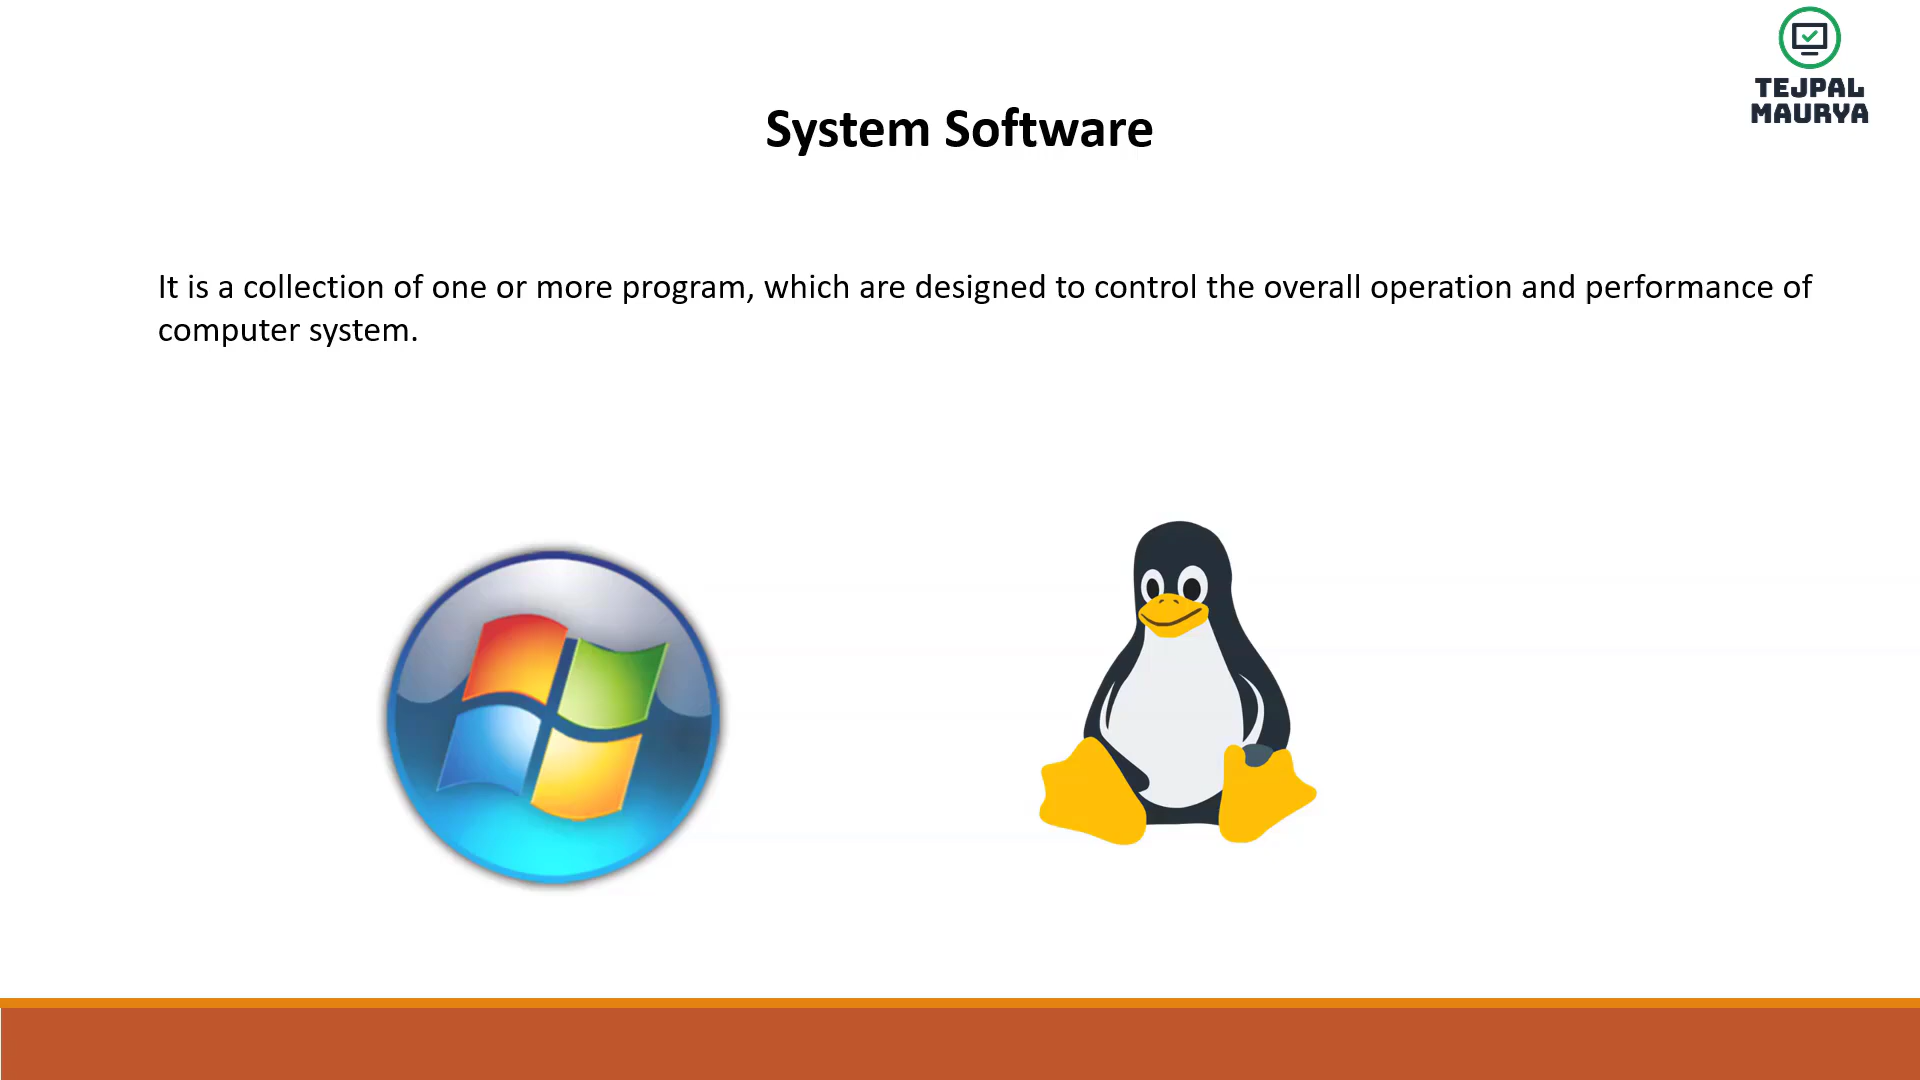 TEJPAL
MAURYA
System Software
It is a collection of one or more program, which are designed to control the overall operation and performance of
computer system.